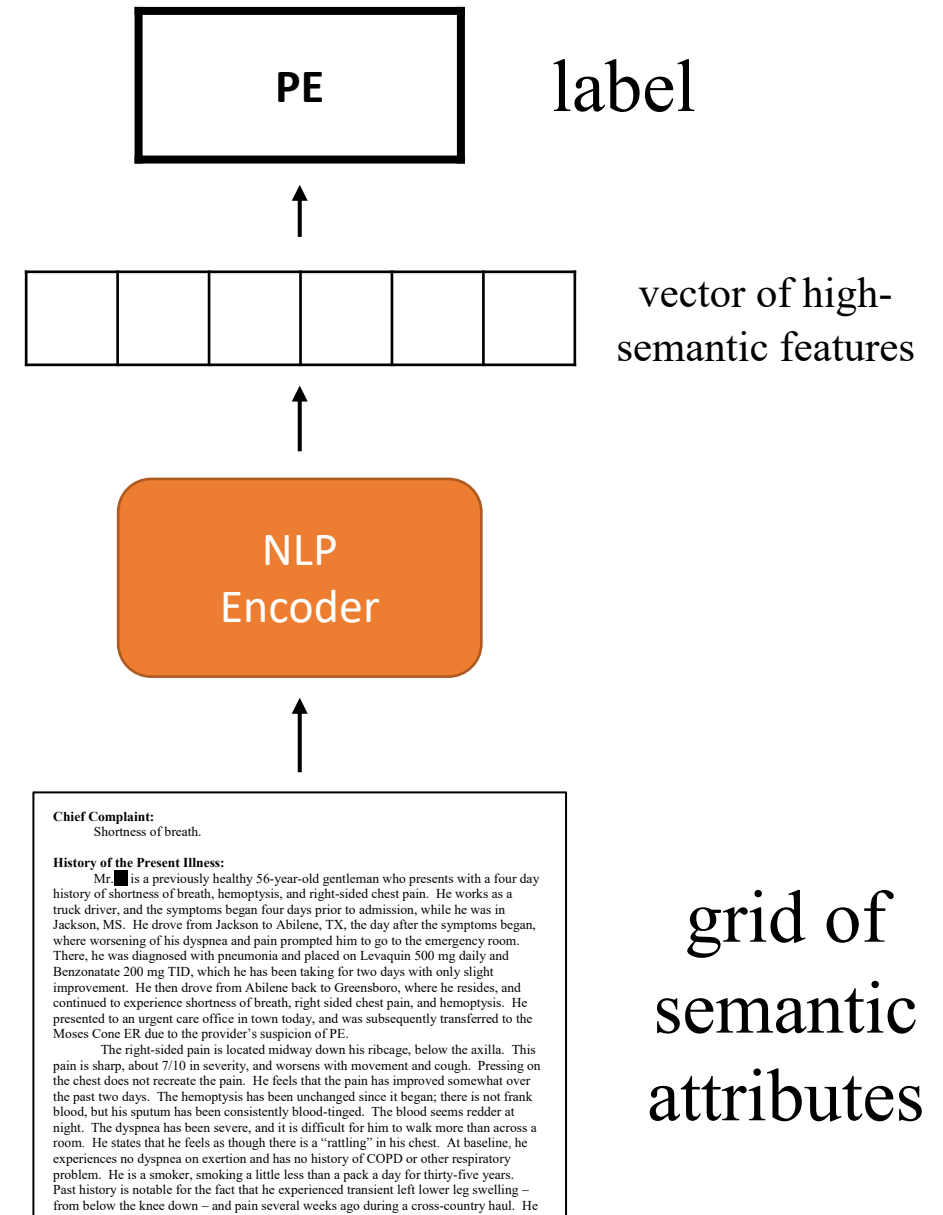 PE
label
vector of high-
semantic features
NLP
Encoder
Chief Complaint:
Shortness of breath.
History of the Present Illness:
Mr. is a previously healthy 56-year-old gentleman who presents with a four day
history of shortness of breath, hemoptysis, and right-sided chest pain. He works as a
truck driver, and the symptoms began four days prior to admission, while he was in
Jackson, MS. He drove from Jackson to Abilene, TX, the day after the symptoms began,
where worsening of his dyspnea and pain prompted him to go to the emergency room.
There, he was diagnosed with pneumonia and placed on Levaquin 500 mg daily and
Benzonatate 200 mg TID, which he has been taking for two days with only slight
improvement. He then drove from Abilene back to Greensboro, where he resides, and
continued to experience shortness of breath, right sided chest pain, and hemoptysis. He
presented to an urgent care office in town today, and was subsequently transferred to the
Moses Cone ER due to the provider's suspicion of PE.
The right-sided pain is located midway down his ribcage, below the axilla. This
pain is sharp, about 7/10 in severity, and worsens with movement and cough. Pressing on
the chest does not recreate the pain. He feels that the pain has improved somewhat over
the past two days. The hemoptysis has been unchanged since it began; there is not frank
blood, but his sputum has been consistently blood-tinged. The blood seems redder at
night. The dyspnea has been severe, and it is difficult for him to walk more than across a
room. He states that he feels as though there is a “rattling” in his chest. At baseline, he
experiences no dyspnea on exertion and has no history of COPD or other respiratory
problem. He is a smoker, smoking a little less than a pack a day for thirty-five years.
Past history is notable for the fact that he experienced transient left lower leg swelling –
from below the knee down – and pain several weeks ago during a cross-country haul. He
grid of
semantic
attributes